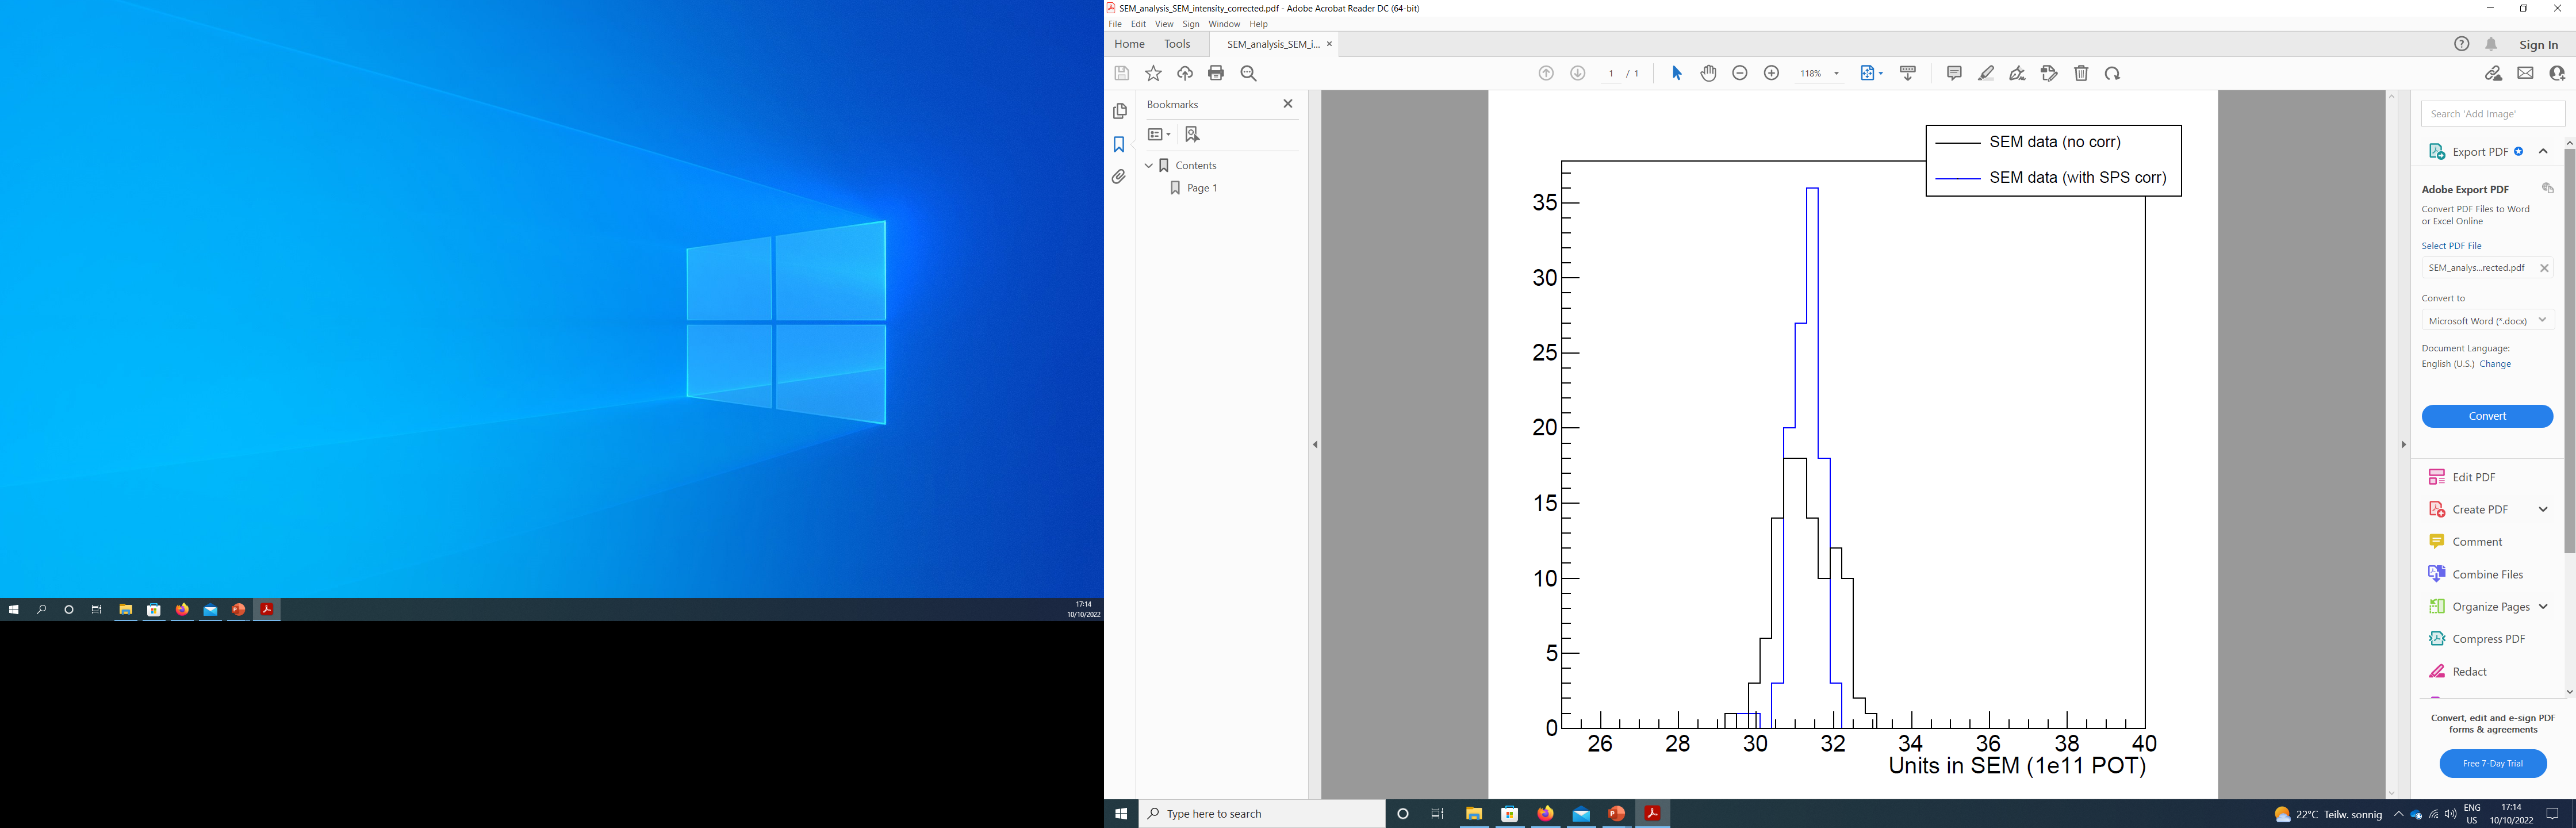 17:14
10/10/2022
SEM_analysis_SEM_intensity_corrected.pdf - Adobe Acrobat Reader DC (64-bit)
File Edit View Sign Window Help
Home Tools SEM_analysis_SEM_i... × Sign In
1 / 1 118%
Bookmarks
Contents
Page 1
SEM data (no corr)
SEM data (with SPS corr)
35
30
25
20
15
10
5
0
26 28 30 32 34 36 38 40
Units in SEM (1e11 POT)
Search 'Add Image'
Export PDF
Adobe Export PDF
Convert PDF Files to Word
or Excel Online
Select PDF File
SEM_analys...rected.pdf
Convert to
Microsoft Word (*.docx)
Document Language:
English (U.S.) Change
Convert
Edit PDF
Create PDF
Comment
Combine Files
Organize Pages
Compress PDF
Redact
Convert, edit and e-sign PDF
forms & agreements
Free 7-Day Trial
Type here to search
22°C Teilw. sonnig
ENG
US
17:14
10/10/2022